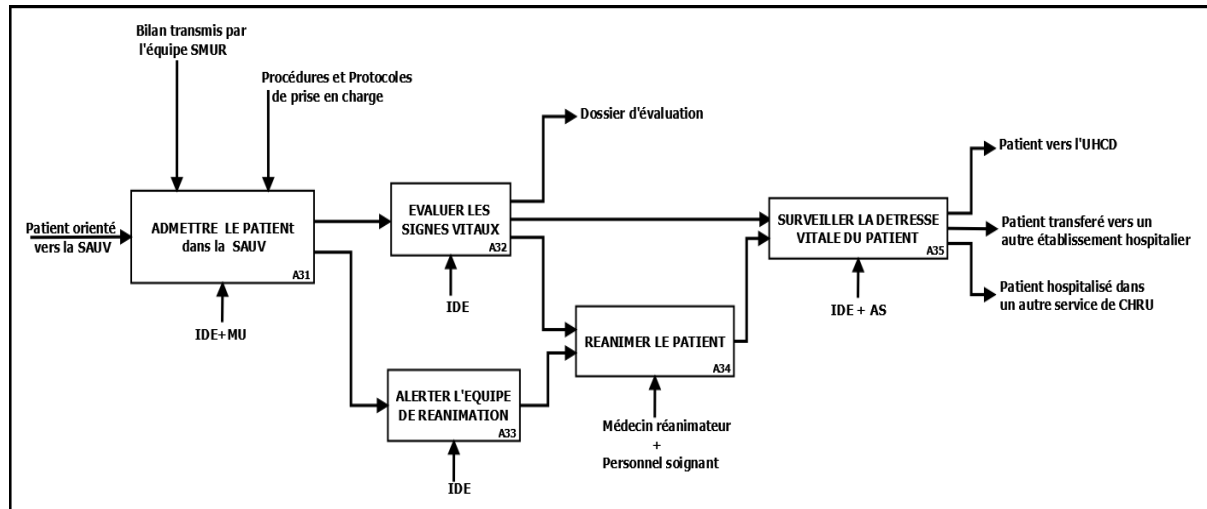 Bilan transmis par
l'équipe SMUR
Procédures et Protocoles
de prise en charge
Dossier d'évaluation
Patient vers l'UHCD
Patient orienté
vers la SAUV
ADMETTRE LE PATIENt
dans la SAUV
A31
EVALUER LES
SIGNES VITAUX
A32
SURVEILLER LA DETRESSE
VITALE DU PATIENT
A35
Patient transferé vers un
autre établissement hospitalier
Patient hospitalisé dans
un autre service de CHRU
IDE+MU
IDE
IDE + AS
REANIMER LE PATIENT
A34
ALERTER L'EQUIPE
DE REANIMATION
A33
Médecin réanimateur
+
Personnel soignant
IDE